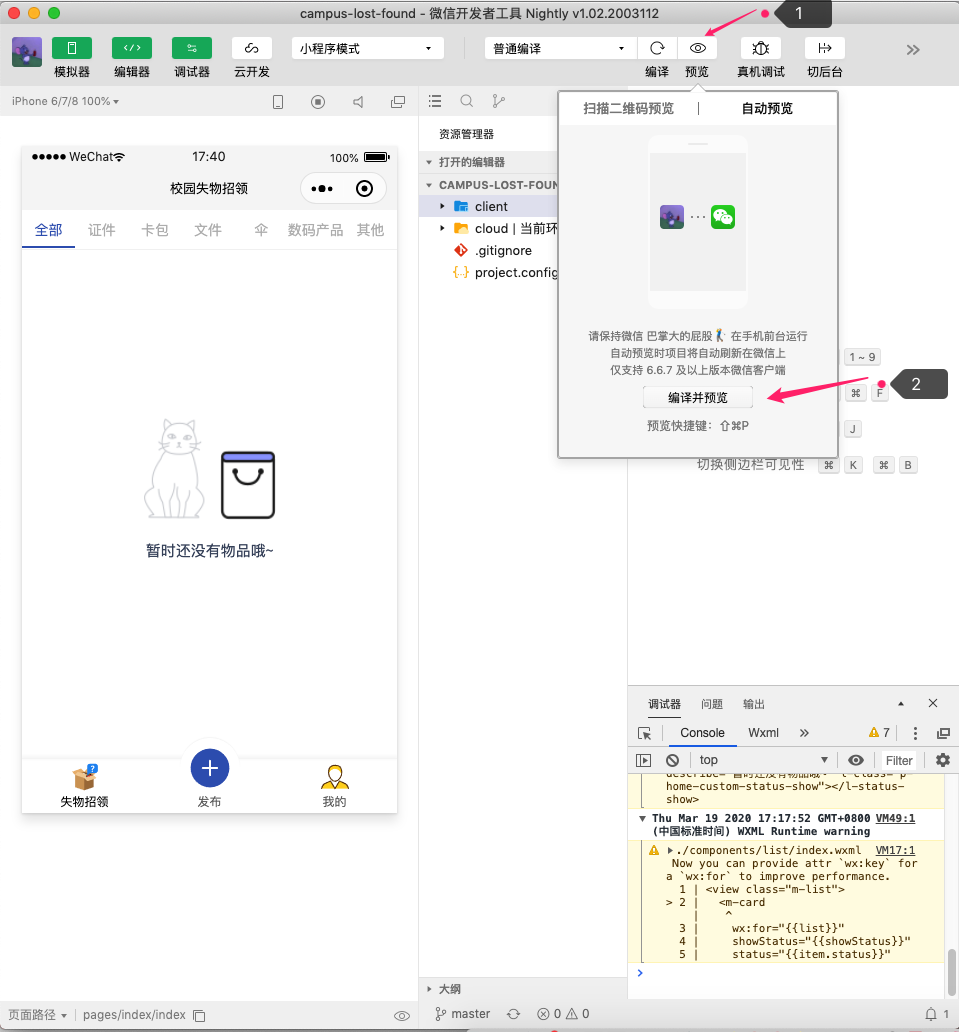 campus-lost-found - 微信开发者工具 Nightly v1.02.2003112
1
模拟器
编辑器
调试器
云开发
小程序模式
普通编译
编译
预览
真机调试
切后台
iPhone 6/7/8 100%
WeChat
17:40
100%
校园失物招领
全部
证件
卡包
文件
伞
数码产品
其他
暂时还没有物品哦~
失物招领
发布
我的
资源管理器
打开的编辑器
CAMPUS-LOST-FOUN
client
cloud | 当前环
.gitignore
project.config
大纲
扫描二维码预览
自动预览
请保持微信 巴掌大的屁股 在手机前台运行
自动预览时项目将自动刷新在微信上
仅支持 6.6.7 及以上版本微信客户端
编译并预览
预览快捷键：⇧⌘P
2
1 ~ 9
⌘ F
J
切换侧边栏可见性 ⌘ K ⌘ B
调试器
问题
输出
Console
Wxml
7
top
Filter
describe="暂时还没有物品哦~" l-class="p
home-custom-status-show"></l-status-
show>
Thu Mar 19 2020 17:17:52 GMT+0800 VM49:1
(中国标准时间) WXML Runtime warning
./components/list/index.wxml VM17:1
Now you can provide attr `wx:key` for
a `wx:for` to improve performance.
1 | <view class="m-list">
> 2 | <m-card
| ^
3 | wx:for="{{list}}"
4 | showStatus="{{showStatus}}"
5 | status="{{item.status}}"
页面路径
pages/index/index
master
0
0
1